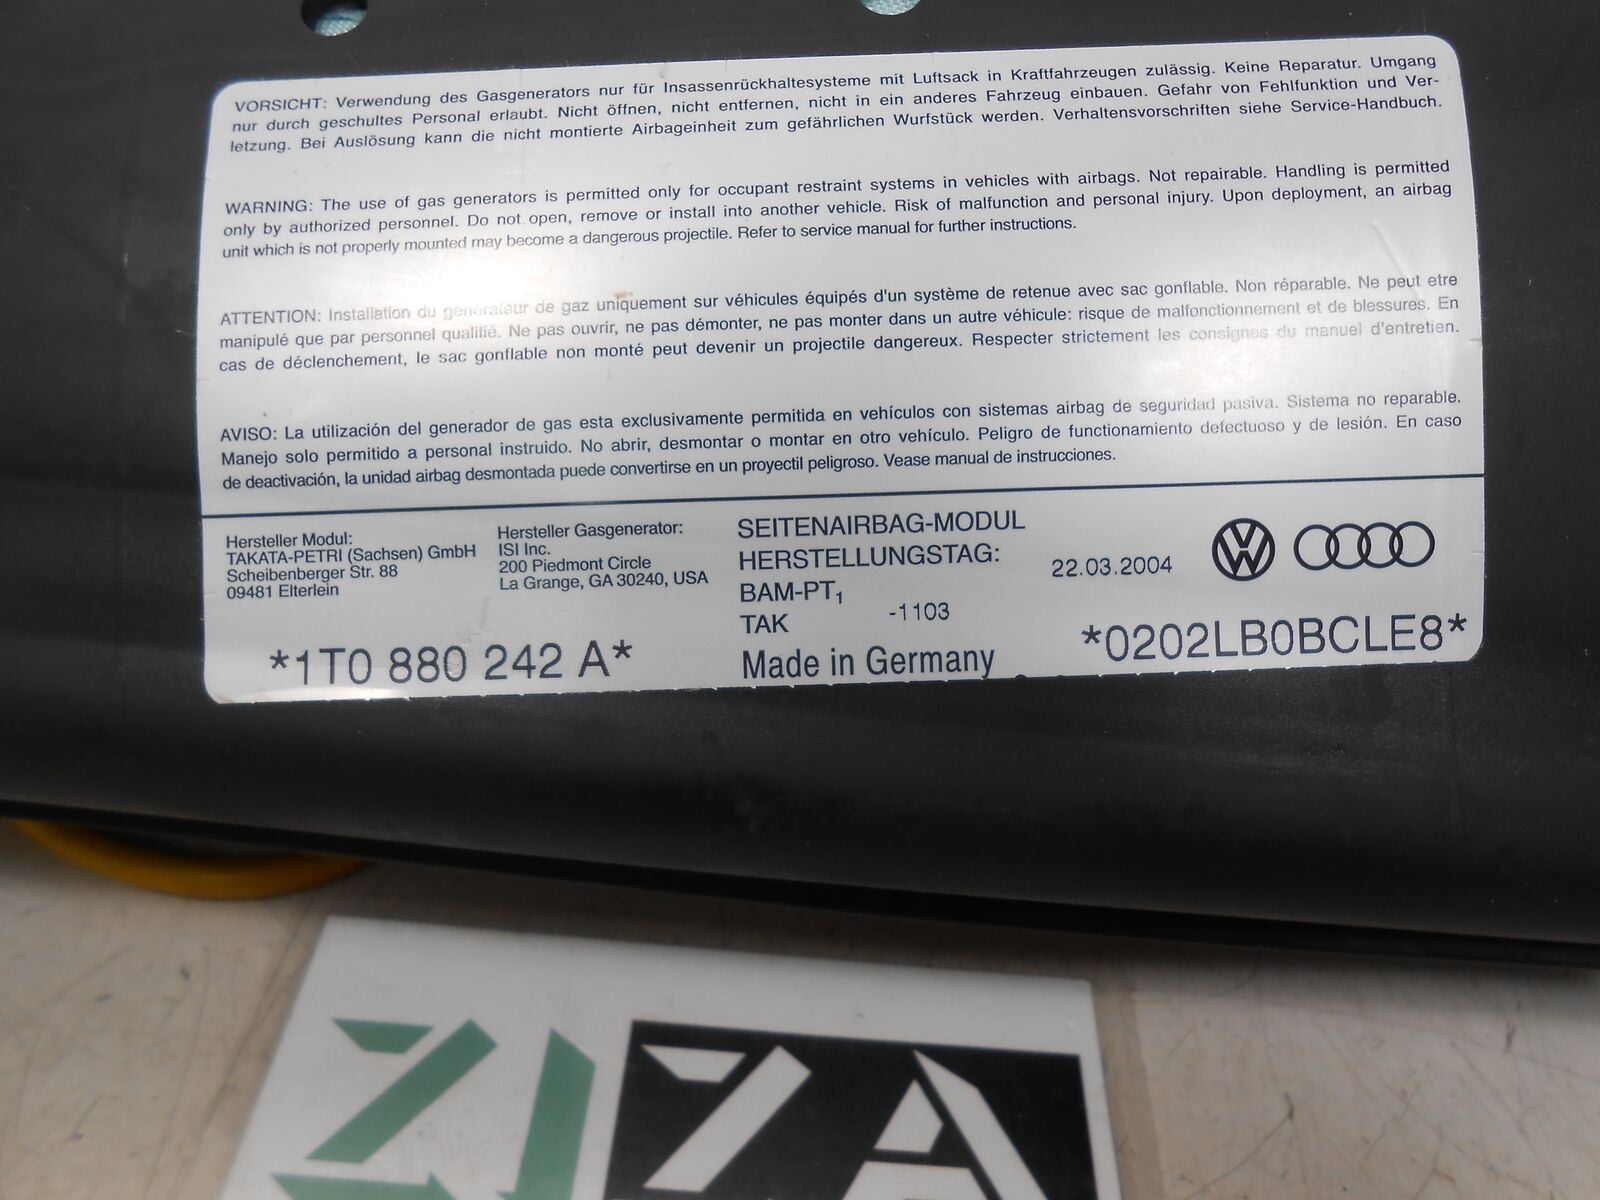 VORSICHT: Verwendung des Gasgenerators nur für Insassenrückhaltesysteme mit Luftsack in Kraftfahrzeugen zulässig. Keine Reparatur. Umgang
nur durch geschultes Personal erlaubt. Nicht öffnen, nicht entfernen, nicht in ein anderes Fahrzeug einbauen. Gefahr von Fehlfunktion und Ver-
letzung. Bei Auslösung kann die nicht montierte Airbageinheit zum gefährlichen Wurfstück werden. Verhaltensvorschriften siehe Service-Handbuch.
WARNING: The use of gas generators is permitted only for occupant restraint systems in vehicles with airbags. Not repairable. Handling is permitted
only by authorized personnel. Do not open, remove or install into another vehicle. Risk of malfunction and personal injury. Upon deployment, an airbag
unit which is not properly mounted may become a dangerous projectile. Refer to service manual for further instructions.
ATTENTION: Installation du générateur de gaz uniquement sur véhicules équipés d'un système de retenue avec sac gonflable. Non réparable. Ne peut etre
manipulé que par personnel qualifié. Ne pas ouvrir, ne pas démonter, ne pas monter dans un autre véhicule: risque de malfonctionnement et de blessures. En
cas de déclenchement, le sac gonflable non monté peut devenir un projectile dangereux. Respecter strictement les consignes du manuel d'entretien.
AVISO: La utilización del generador de gas esta exclusivamente permitida en vehículos con sistemas airbag de seguridad pasiva. Sistema no reparable.
Manejo solo permitido a personal instruido. No abrir, desmontar o montar en otro vehículo. Peligro de functionamiento defectuoso y de lesión. En caso
de deactivación, la unidad airbag desmontada puede convertirse en un proyectil peligroso. Vease manual de instrucciones.
Hersteller Modul:
TAKATA-PETRI (Sachsen) GmbH
Scheibenberger Str. 88
09481 Elterlein
Hersteller Gasgenerator:
ISI Inc.
200 Piedmont Circle
La Grange, GA 30240, USA
SEITENAIRBAG-MODUL
HERSTELLUNGSTAG: 22.03.2004
BAM-PT1
TAK -1103
Made in Germany
*1T0 880 242 A*
*0202LB0BCLE8*